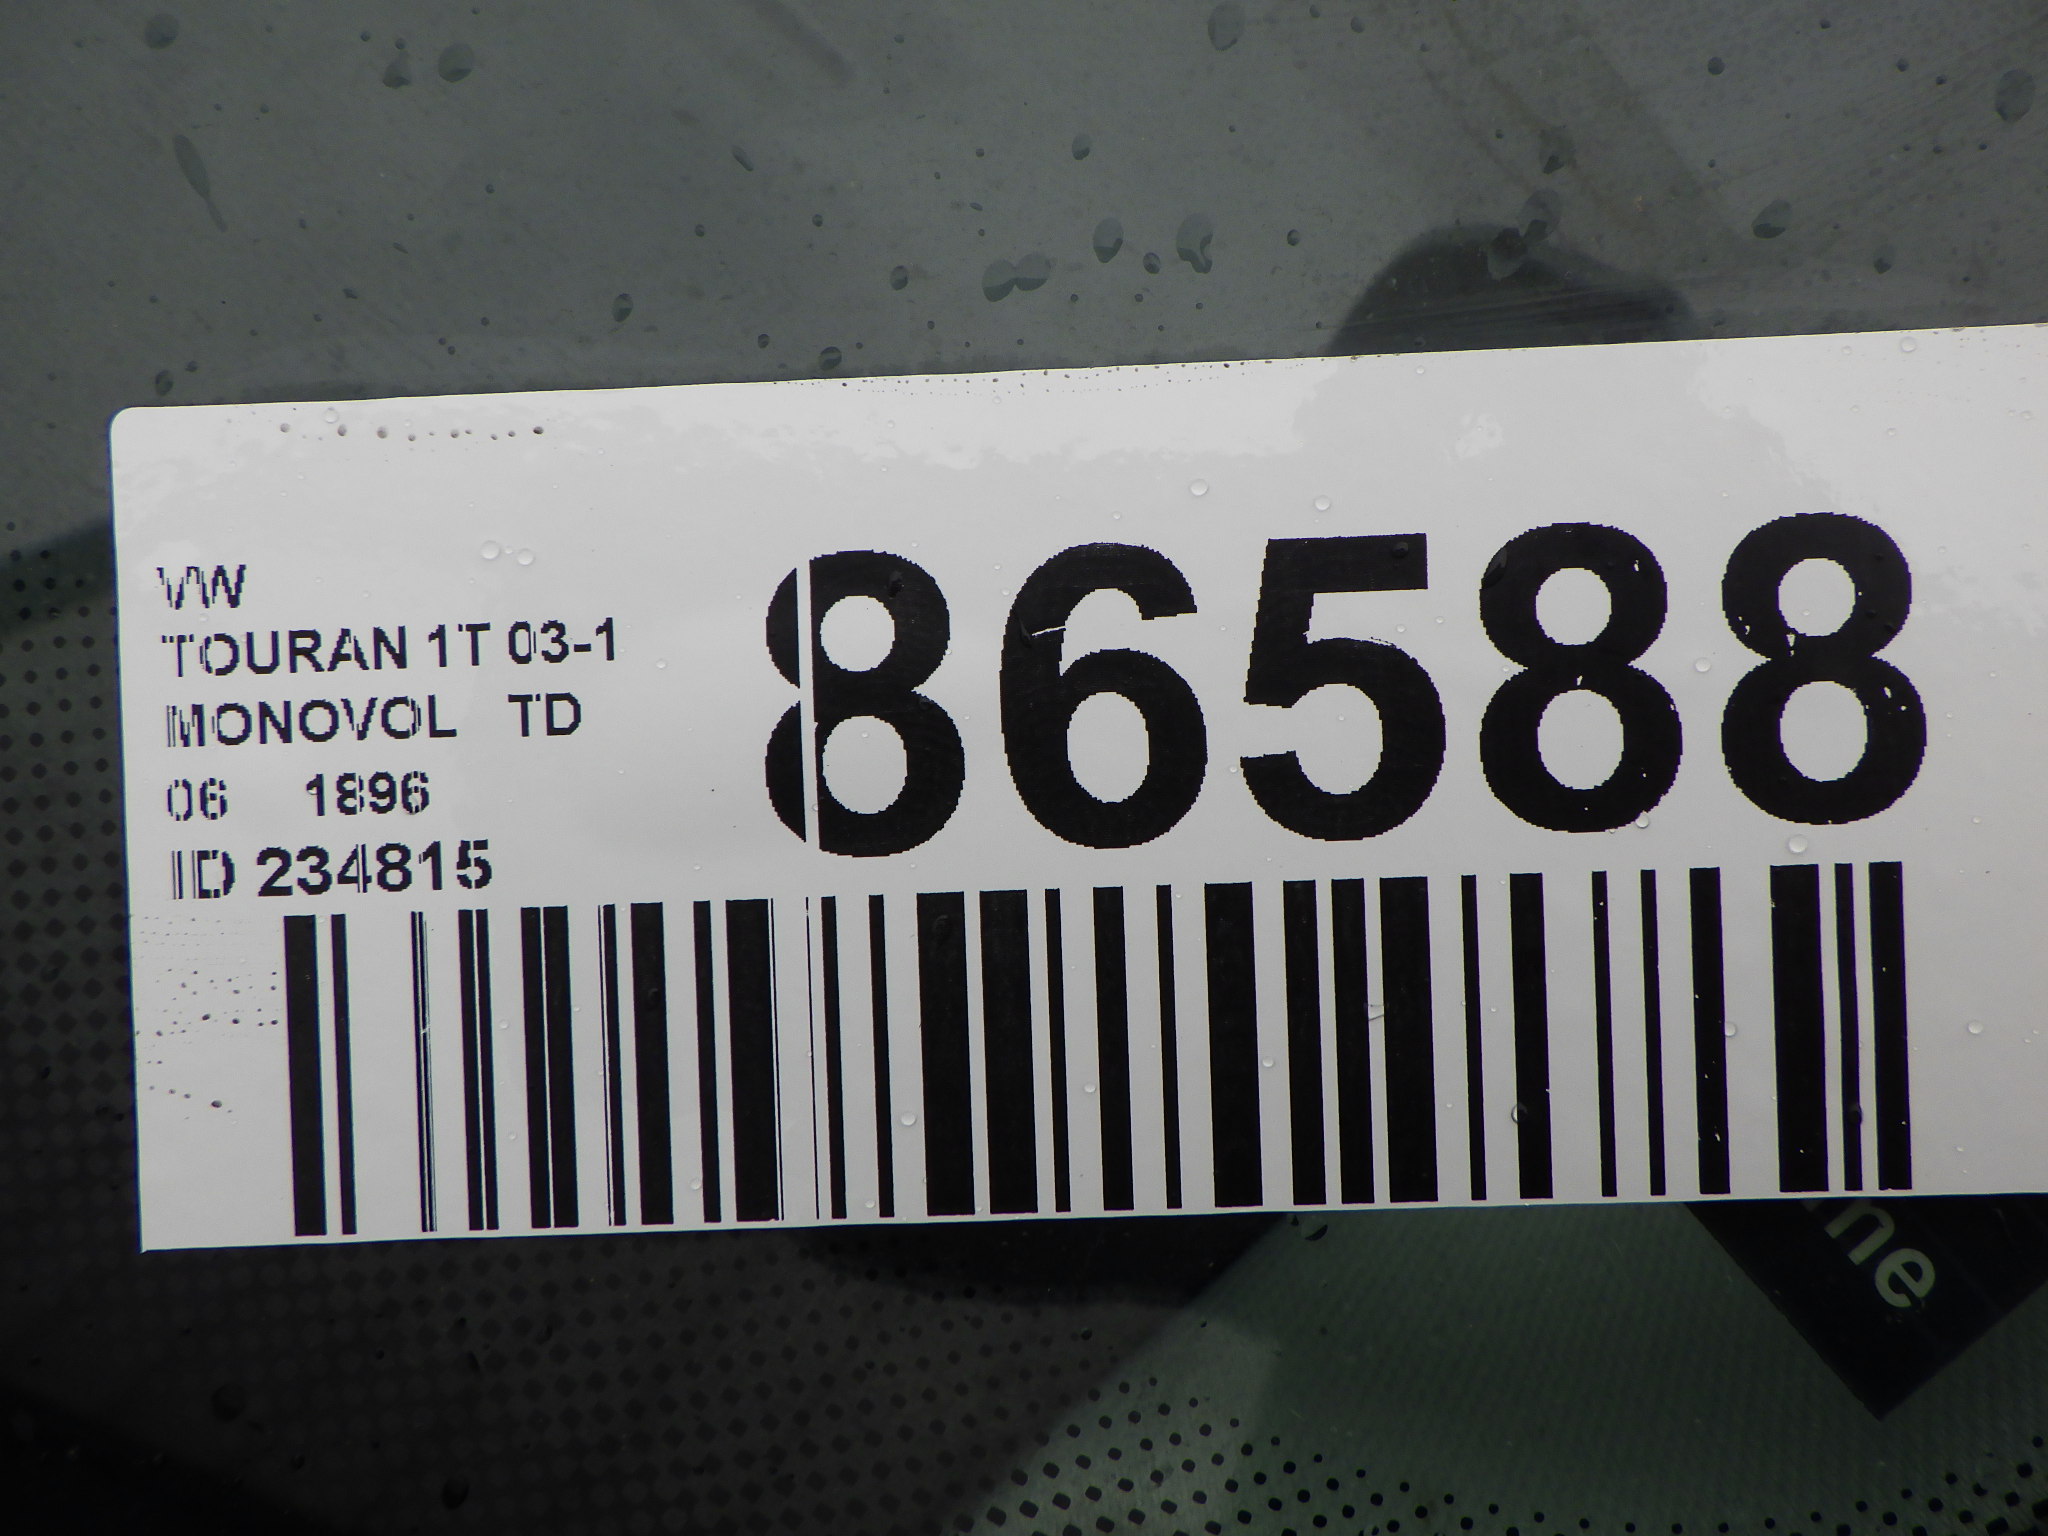 VW
TOURAN 1T 03-1
MONOVOL TD
06 1896
ID 234815
86588